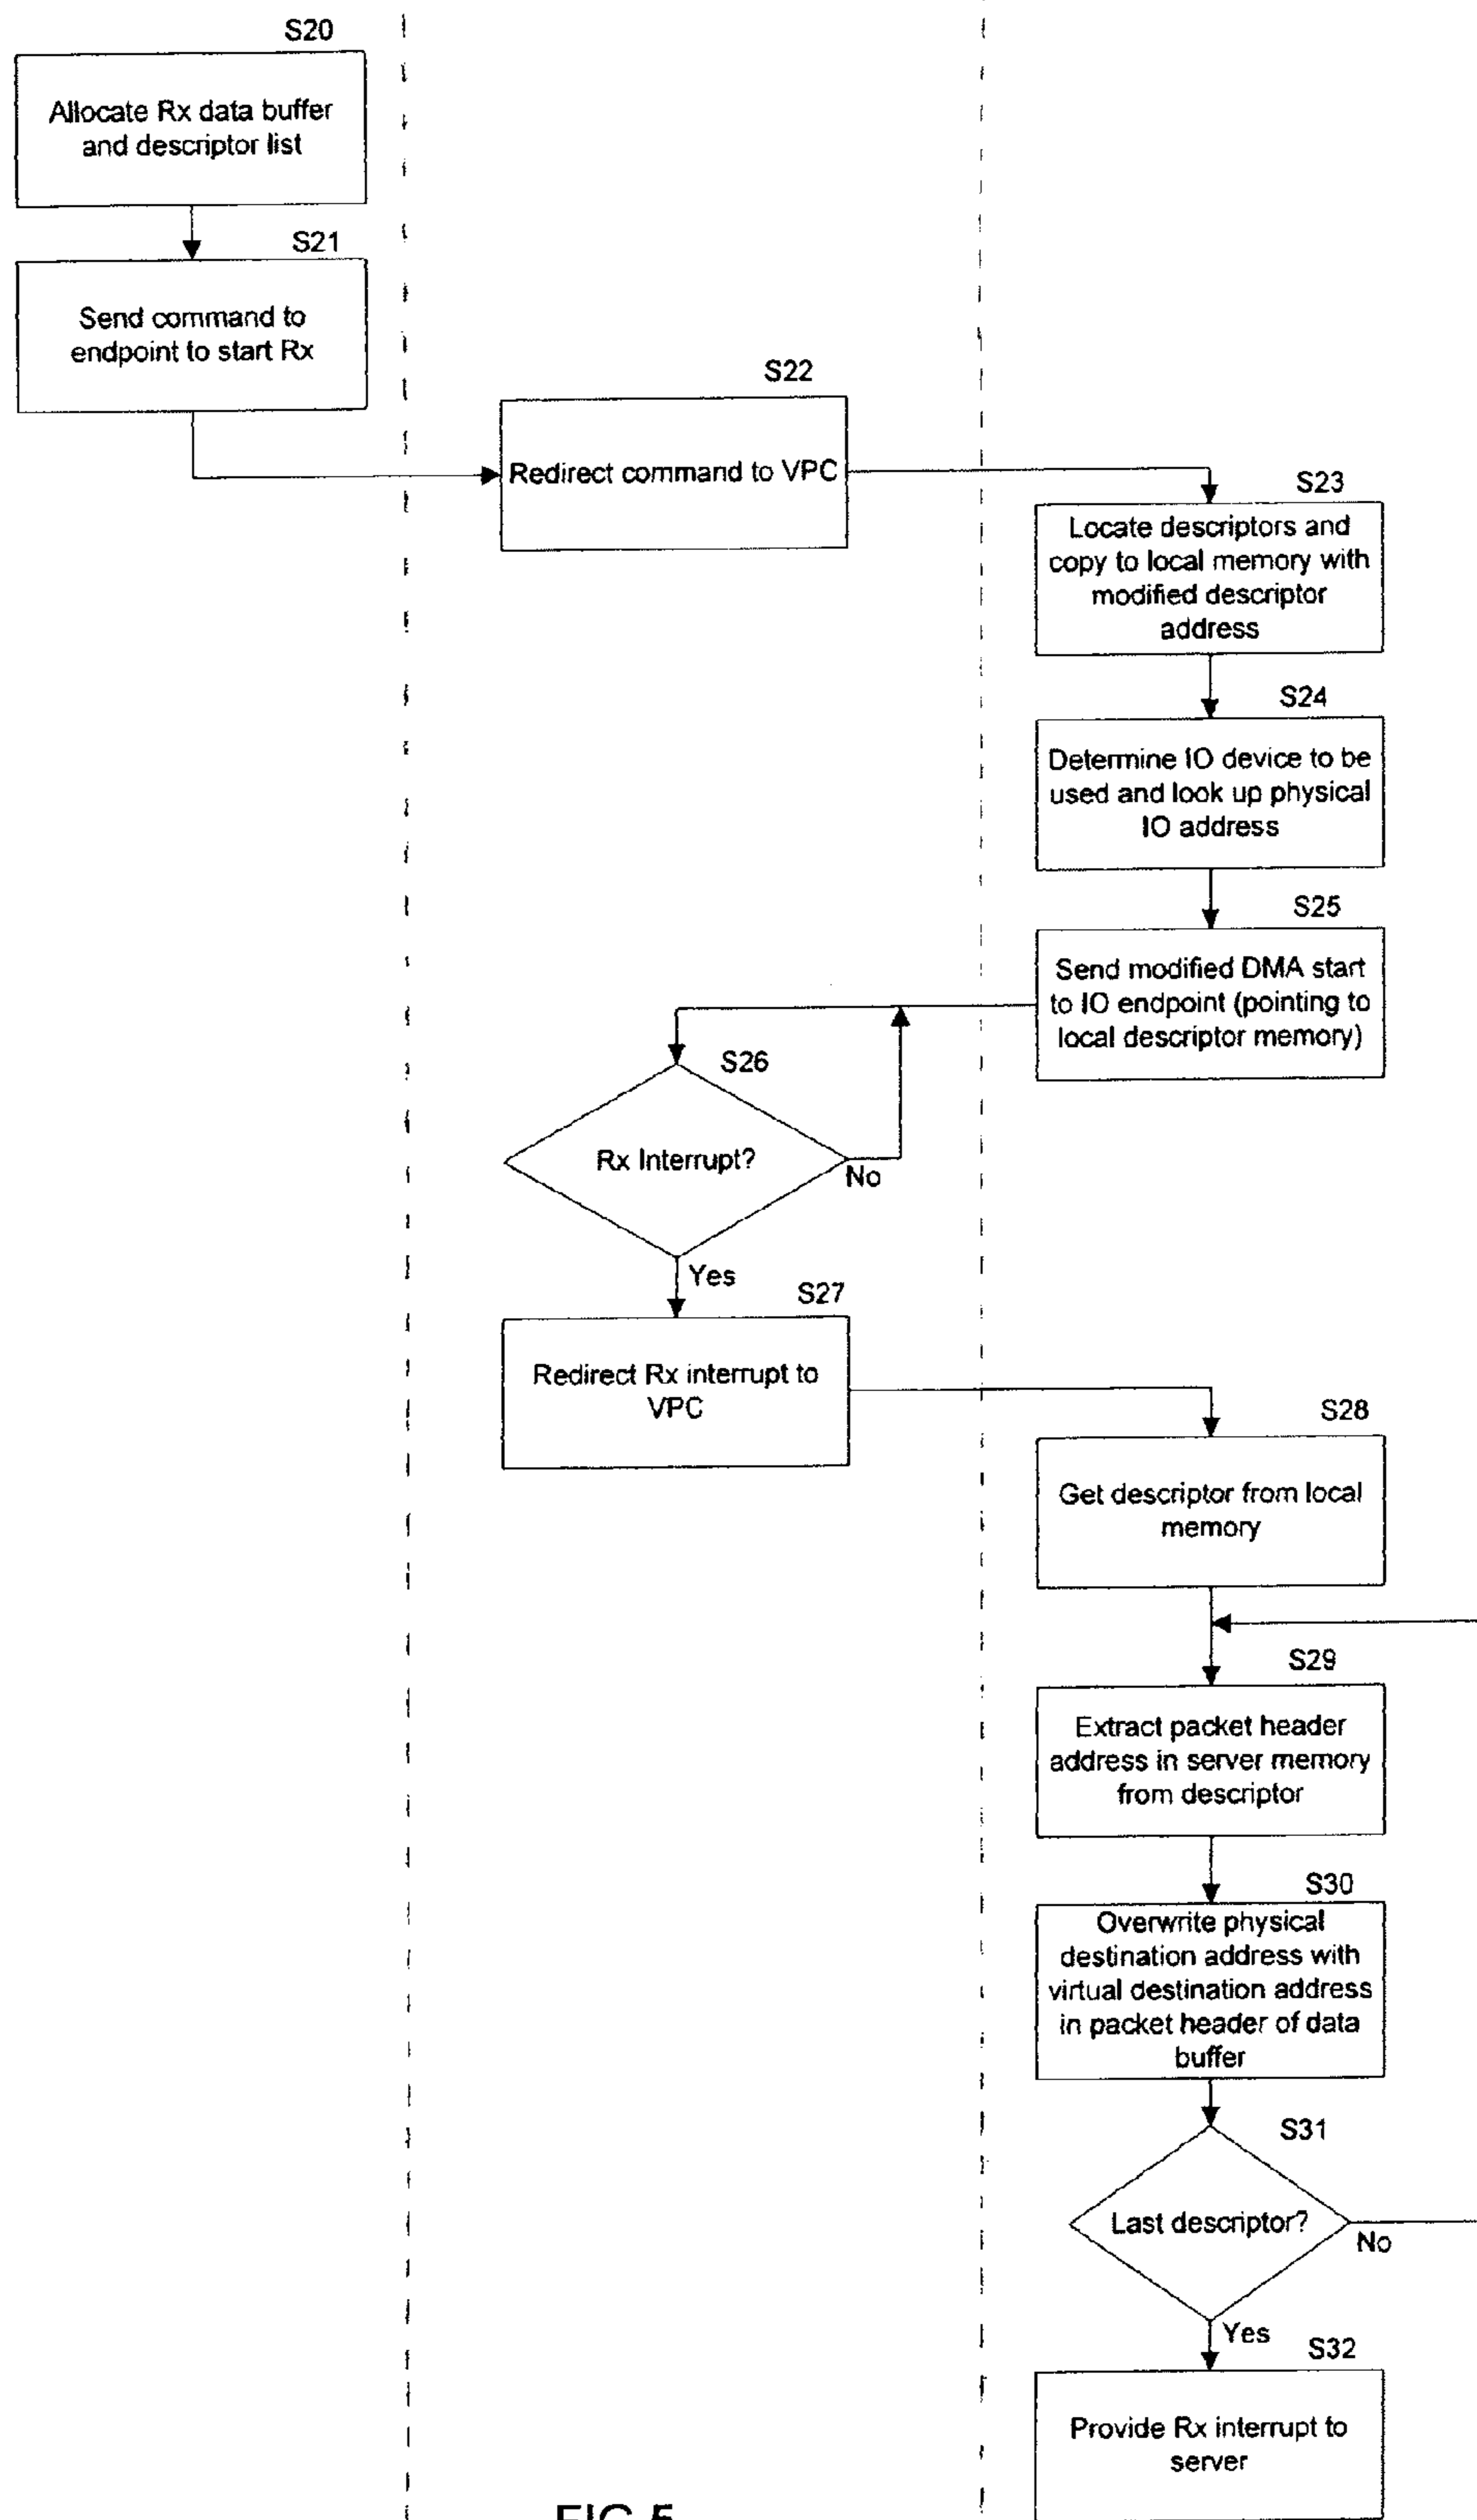 S20
Allocate Rx data buffer
and descriptor list
S21
Send command to
endpoint to start Rx
S22
Redirect command to VPC
S23
Locate descriptors and
copy to local memory with
modified descriptor
address
S24
Determine IO device to be
used and look up physical
IO address
S25
Send modified DMA start
to IO endpoint (pointing to
local descriptor memory)
S26
Rx Interrupt?
No
Yes
S27
Redirect Rx interrupt to
VPC
S28
Get descriptor from local
memory
S29
Extract packet header
address in server memory
from descriptor
S30
Overwrite physical
destination address with
virtual destination address
in packet header of data
buffer
S31
Last descriptor?
No
Yes
S32
Provide Rx interrupt to
server
FIG 5